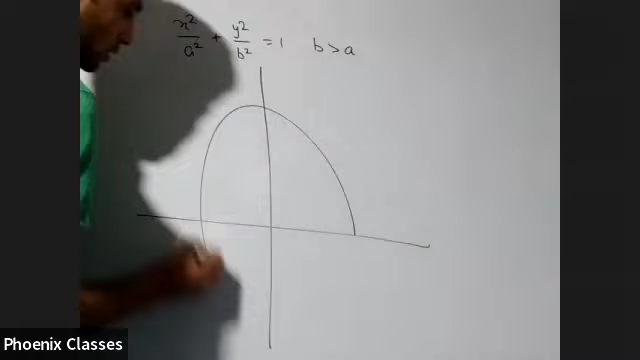 x²/a² + y²/b² = 1 b > a
Phoenix Classes